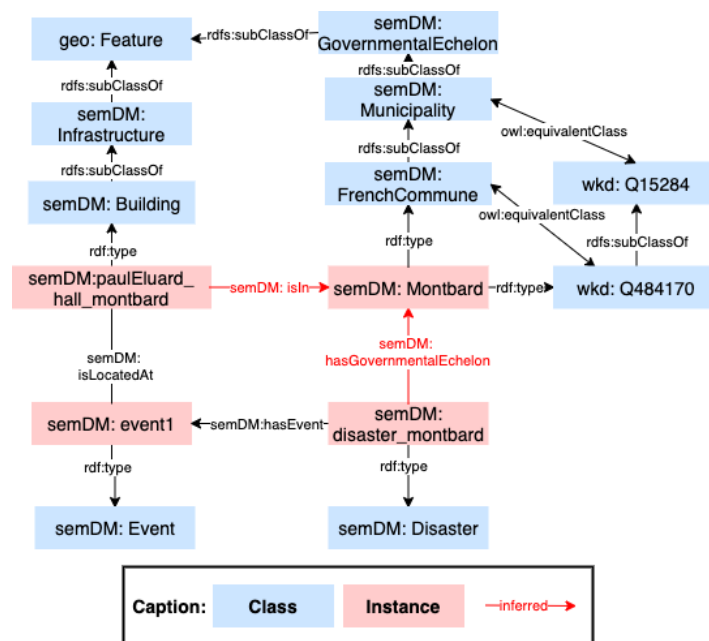 geo: Feature
rdfs:subClassOf
semDM:
GovernmentalEchelon
rdfs:subClassOf
rdfs:subClassOf
semDM:
Infrastructure
semDM:
Municipality
owl:equivalentClass
rdfs:subClassOf
rdfs:subClassOf
semDM: Building
semDM:
FrenchCommune
wkd: Q15284
owl:equivalentClass
rdf:type
rdf:type
rdfs:subClassOf
semDM:paulEluard_
hall_montbard
semDM: isIn
semDM: Montbard
rdf:type
wkd: Q484170
semDM:
isLocatedAt
semDM:
hasGovernmentalEchelon
semDM: event1
semDM:hasEvent
semDM:
disaster_montbard
rdf:type
rdf:type
semDM: Event
semDM: Disaster
Caption:
Class
Instance
inferred